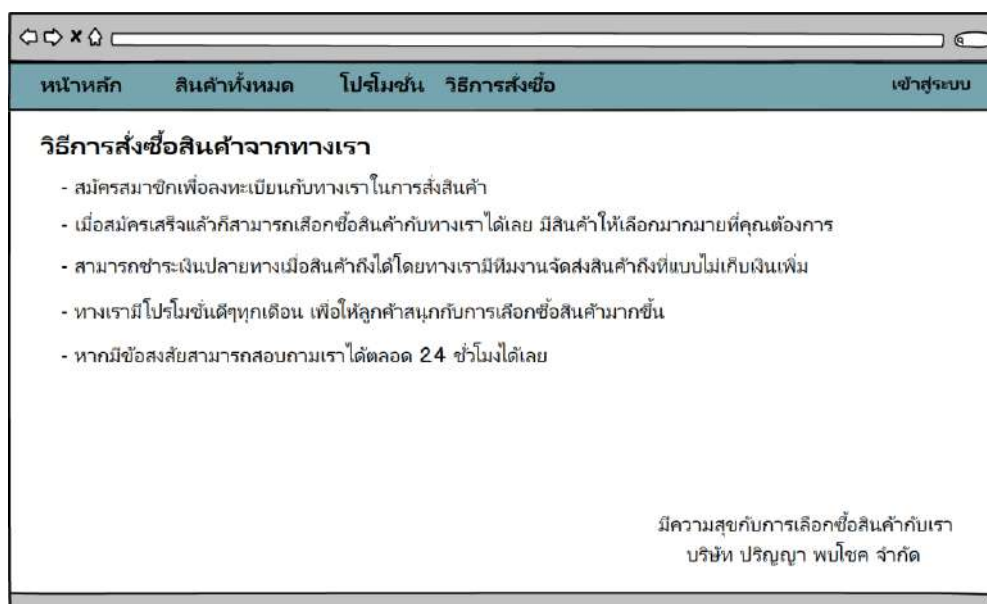 หน้าหลัก สินค้าทั้งหมด โปรโมชั่น วิธีการสั่งซื้อ เข้าสู่ระบบ
วิธีการสั่งซื้อสินค้าจากทางเรา
- สมัครสมาชิกเพื่อลงทะเบียนกับทางเราในการสั่งสินค้า
- เมื่อสมัครเสร็จแล้วก็สามารถเลือกซื้อสินค้ากับทางเราได้เลย มีสินค้าให้เลือกมากมายที่คุณต้องการ
- สามารถชำระเงินปลายทางเมื่อสินค้าถึงได้โดยทางเรามีทีมงานจัดส่งสินค้าถึงที่แบบไม่เก็บเงินเพิ่ม
- ทางเรามีโปรโมชั่นดีๆทุกเดือน เพื่อให้ลูกค้าสนุกกับการเลือกซื้อสินค้ามากขึ้น
- หากมีข้อสงสัยสามารถสอบถามเราได้ตลอด 24 ชั่วโมงได้เลย
มีความสุขกับการเลือกซื้อสินค้ากับเรา
บริษัท ปริญญา พบโชค จำกัด